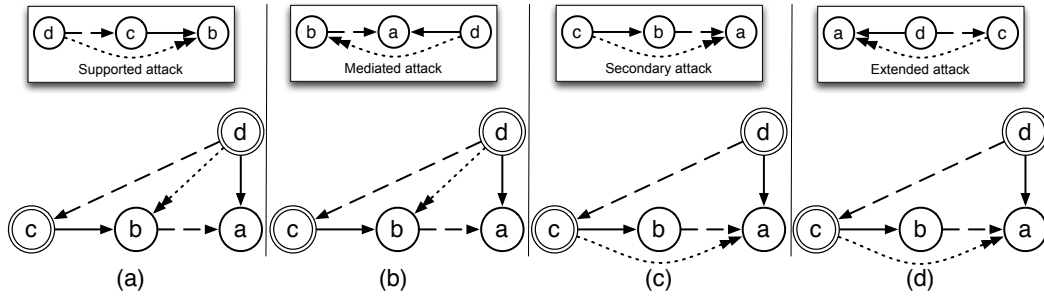 d c b
Supported attack
b a d
Mediated attack
c b a
Secondary attack
a d c
Extended attack
d
c b a
(a)
d
c b a
(b)
d
c b a
(c)
d
c b a
(d)